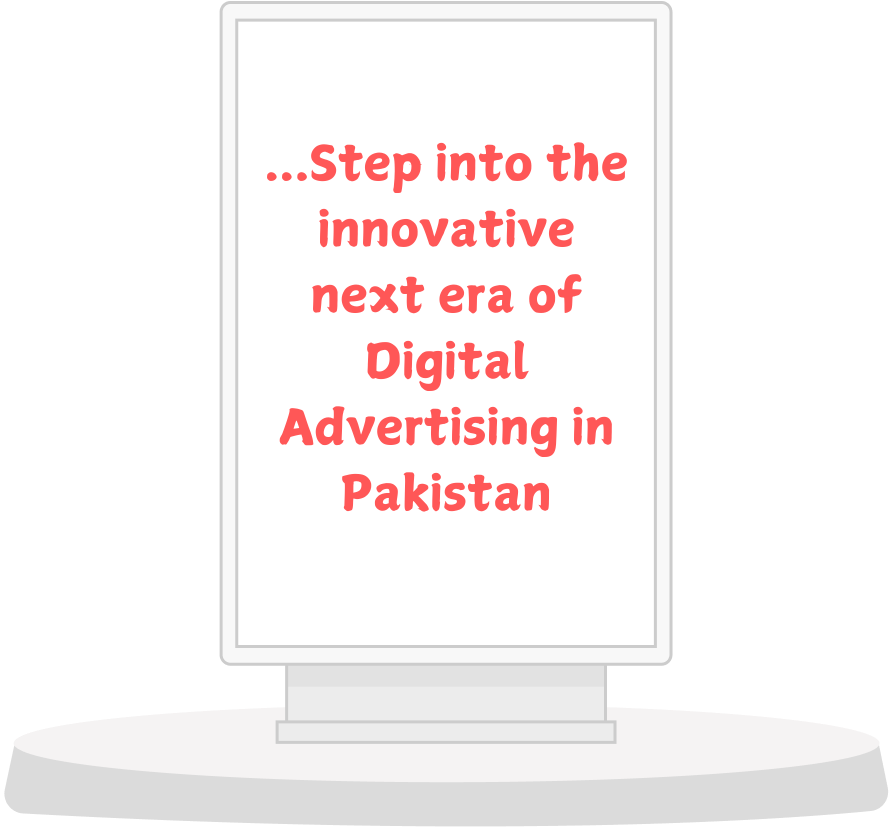 ...Step into the
innovative
next era of
Digital
Advertising in
Pakistan